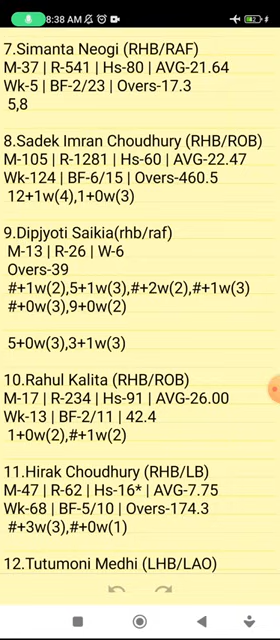 8:38 AM
7.Simanta Neogi (RHB/RAF)
M-37 | R-541 | Hs-80 | AVG-21.64
Wk-5 | BF-2/23 | Overs-17.3
5,8
8.Sadek Imran Choudhury (RHB/ROB)
M-105 | R-1281 | Hs-60 | AVG-22.47
Wk-124 | BF-6/15 | Overs-460.5
12+1w(4),1+0w(3)
9.Dipjyoti Saikia(rhb/raf)
M-13 | R-26 | W-6
Overs-39
#+1w(2),5+1w(3),#+2w(2),#+1w(3)
#+0w(3),9+0w(2)
5+0w(3),3+1w(3)
10.Rahul Kalita (RHB/ROB)
M-17 | R-234 | Hs-91 | AVG-26.00
Wk-13 | BF-2/11 | 42.4
1+0w(2),#+1w(2)
11.Hirak Choudhury (RHB/LB)
M-47 | R-62 | Hs-16* | AVG-7.75
Wk-68 | BF-5/10 | Overs-174.3
#+3w(3),#+0w(1)
12.Tutumoni Medhi (LHB/LAO)